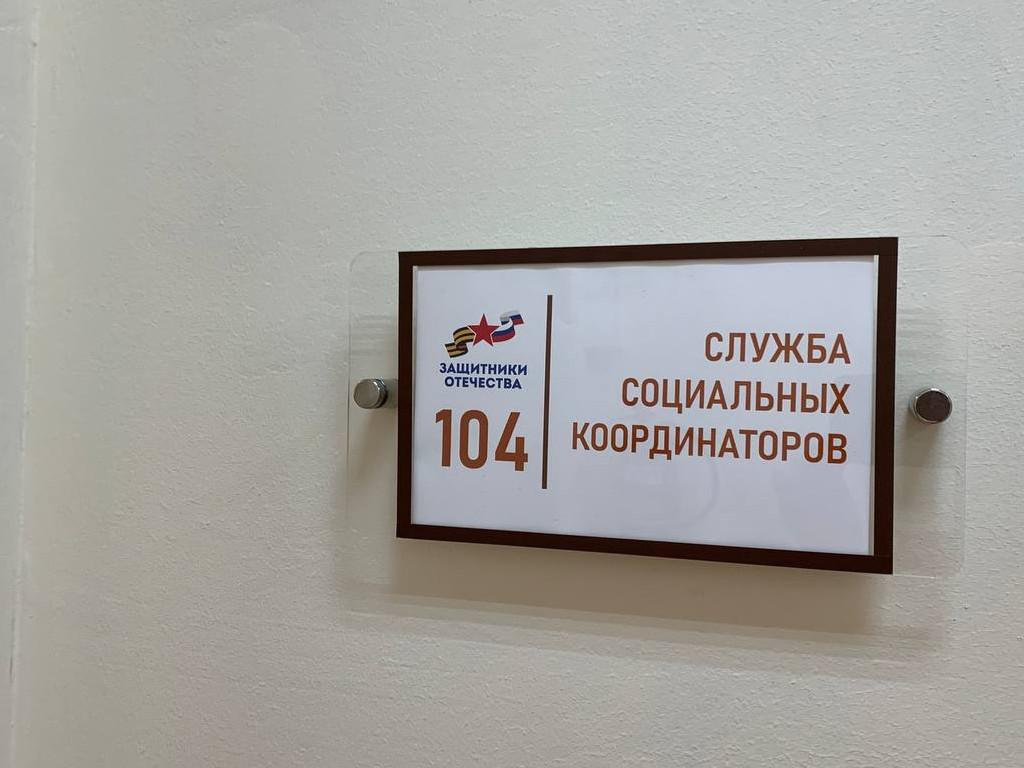 ЗАЩИТНИКИ
ОТЕЧЕСТВА
104
СЛУЖБА
СОЦИАЛЬНЫХ
КООРДИНАТОРОВ